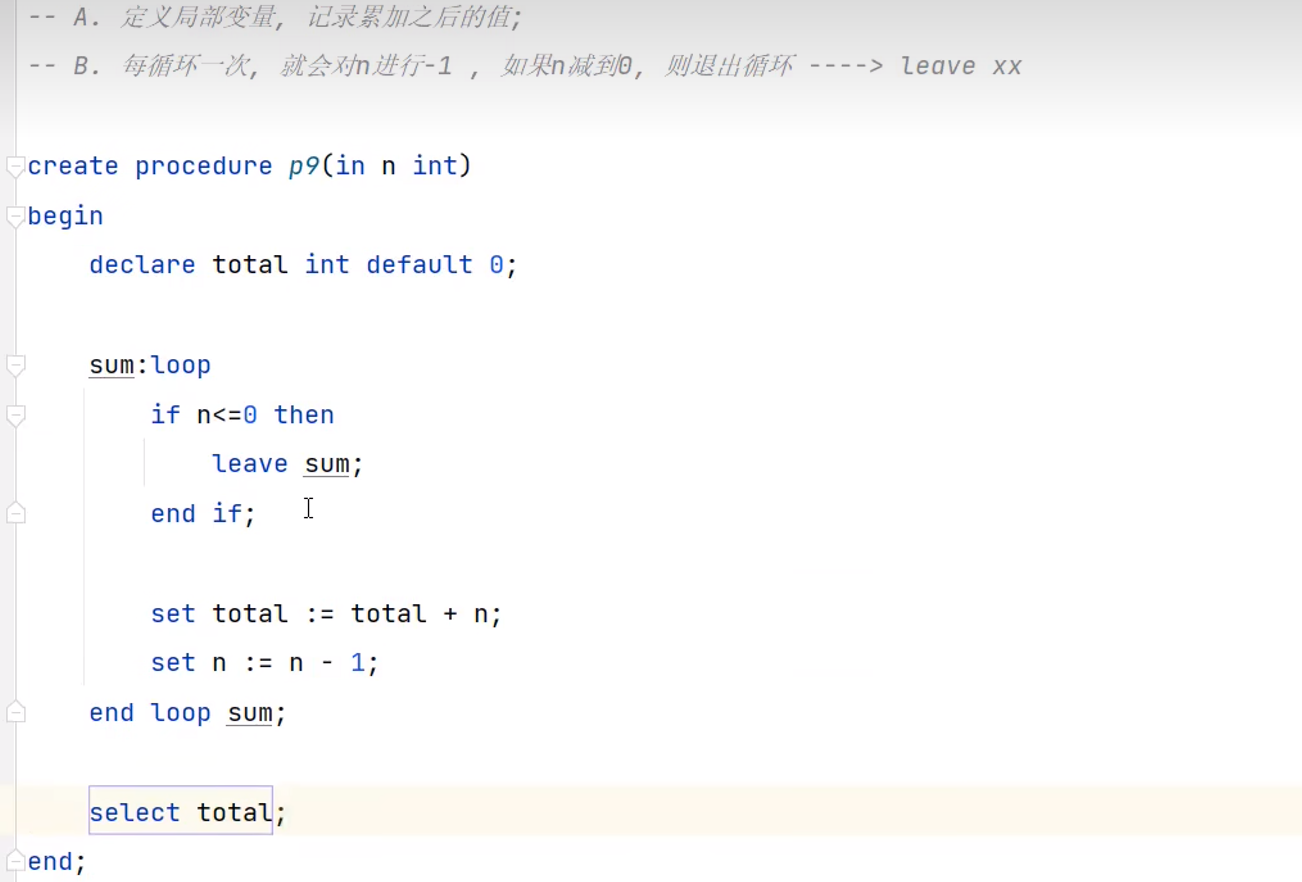 -- A. 定义局部变量, 记录累加之后的值;
-- B. 每循环一次, 就会对n进行-1 , 如果n减到0, 则退出循环 ----> leave xx
create procedure p9(in n int)
begin
declare total int default 0;
sum:loop
if n<=0 then
leave sum;
end if;
set total := total + n;
set n := n - 1;
end loop sum;
select total;
end;